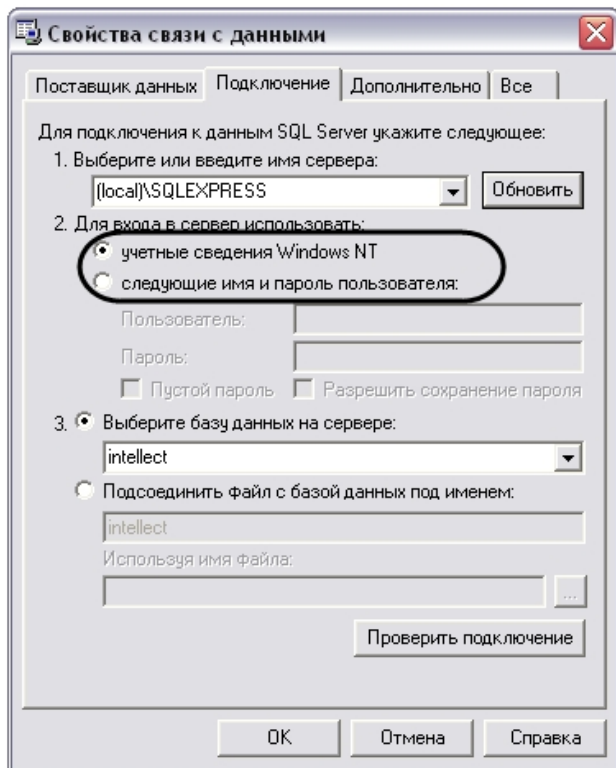 Свойства связи с данными
Поставщик данных Подключение Дополнительно Все
Для подключения к данным SQL Server укажите следующее:
1. Выберите или введите имя сервера:
(local)\SQLEXPRESS Обновить
2. Для входа в сервер использовать:
учетные сведения Windows NT
следующие имя и пароль пользователя:
Пользователь:
Пароль:
Пустой пароль Разрешить сохранение пароля
3. Выберите базу данных на сервере:
intellect
Подсоединить файл с базой данных под именем:
intellect
Используя имя файла:
...
Проверить подключение
OK Отмена Справка